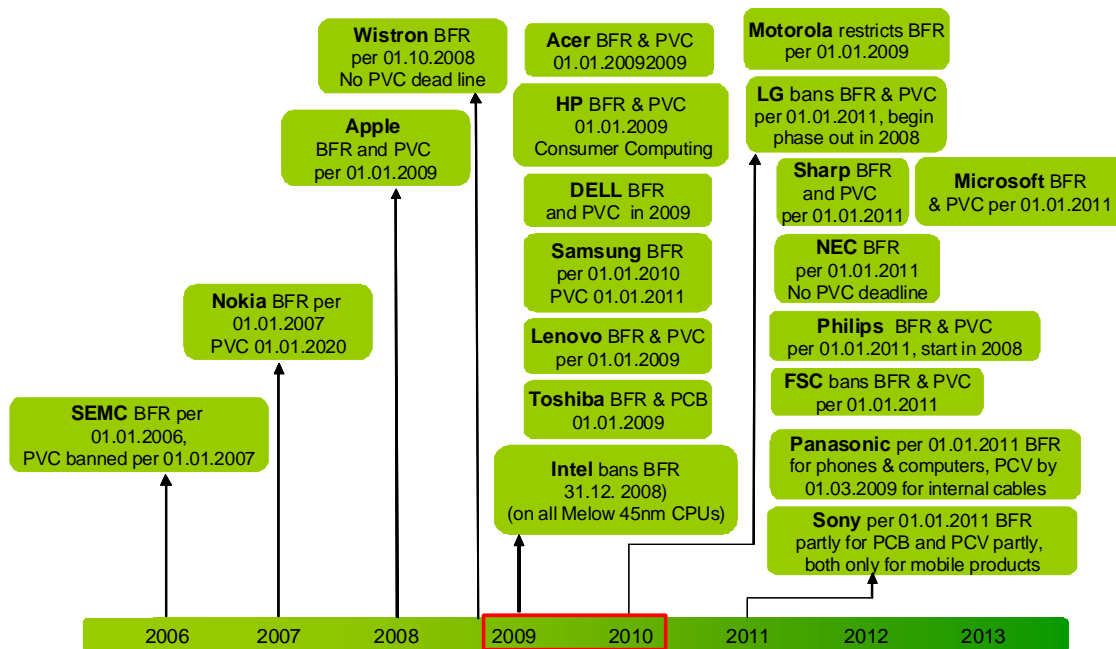 Wistron BFR
per 01.10.2008
No PVC dead line
Apple
BFR and PVC
per 01.01.2009
Nokia BFR per
01.01.2007
PVC 01.01.2020
SEMC BFR per
01.01.2006,
PVC banned per 01.01.2007
Acer BFR & PVC
01.01.20092009
HP BFR & PVC
01.01.2009
Consumer Computing
DELL BFR
and PVC in 2009
Samsung BFR
per 01.01.2010
PVC 01.01.2011
Lenovo BFR & PVC
per 01.01.2009
Toshiba BFR & PCB
01.01.2009
Intel bans BFR
31.12. 2008)
(on all Melow 45nm CPUs)
Motorola restricts BFR
per 01.01.2009
LG bans BFR & PVC
per 01.01.2011, begin
phase out in 2008
Sharp BFR
and PVC
per 01.01.2011
Microsoft BFR
& PVC per 01.01.2011
NEC BFR
per 01.01.2011
No PVC deadline
Philips BFR & PVC
per 01.01.2011, start in 2008
FSC bans BFR & PVC
per 01.01.2011
Panasonic per 01.01.2011 BFR
for phones & computers, PCV by
01.03.2009 for internal cables
Sony per 01.01.2011 BFR
partly for PCB and PCV partly,
both only for mobile products
2006 2007 2008 2009 2010 2011 2012 2013